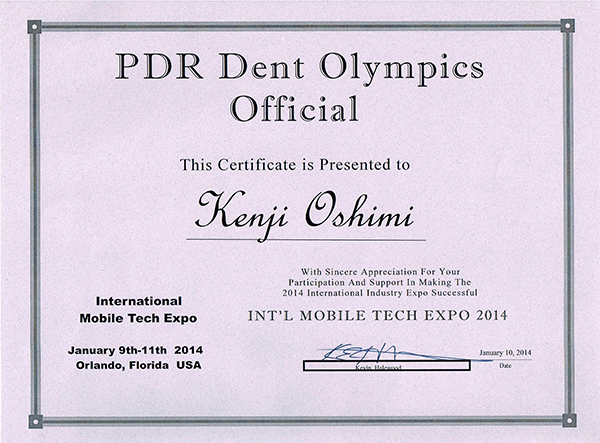 PDR Dent Olympics
Official
This Certificate is Presented to
Kenji Oshimi
With Sincere Appreciation For Your
Participation And Support In Making The
2014 International Industry Expo Successful
INT'L MOBILE TECH EXPO 2014
International
Mobile Tech Expo
January 9th-11th 2014
Orlando, Florida USA
January 10, 2014
Kevin Halewood
Date